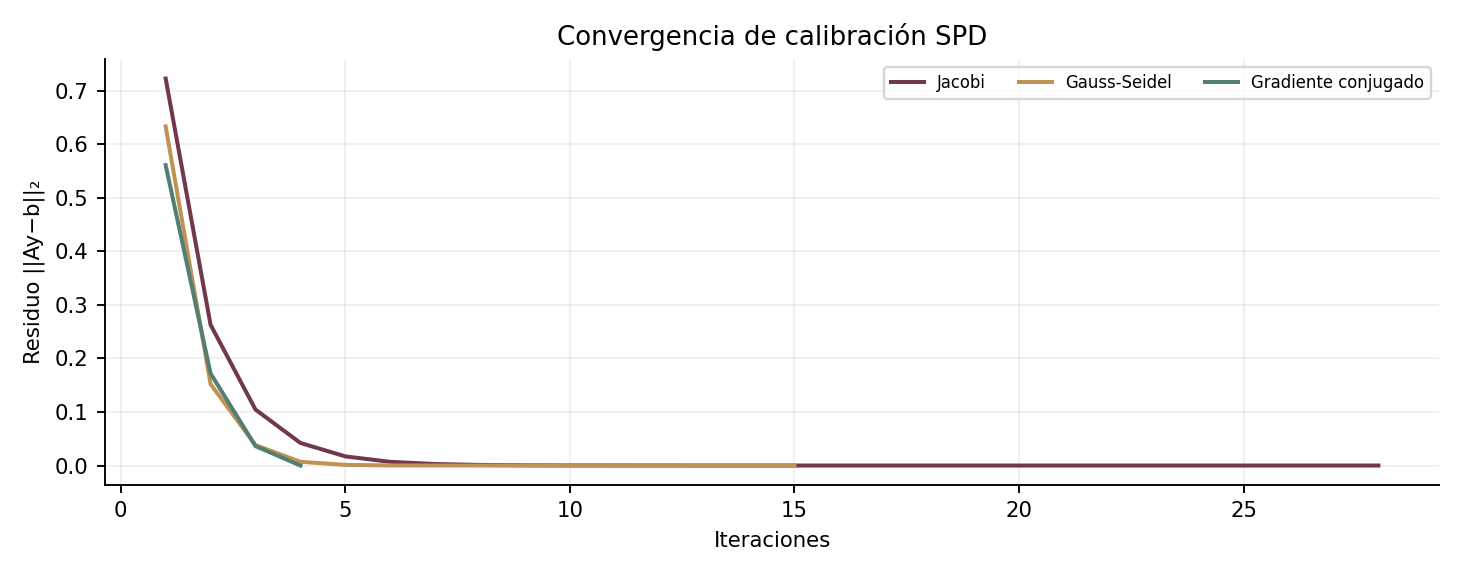 Convergencia de calibración SPD
Jacobi Gauss-Seidel Gradiente conjugado
Residuo ||Ay−b||₂
0.7
0.6
0.5
0.4
0.3
0.2
0.1
0.0
0 5 10 15 20 25
Iteraciones